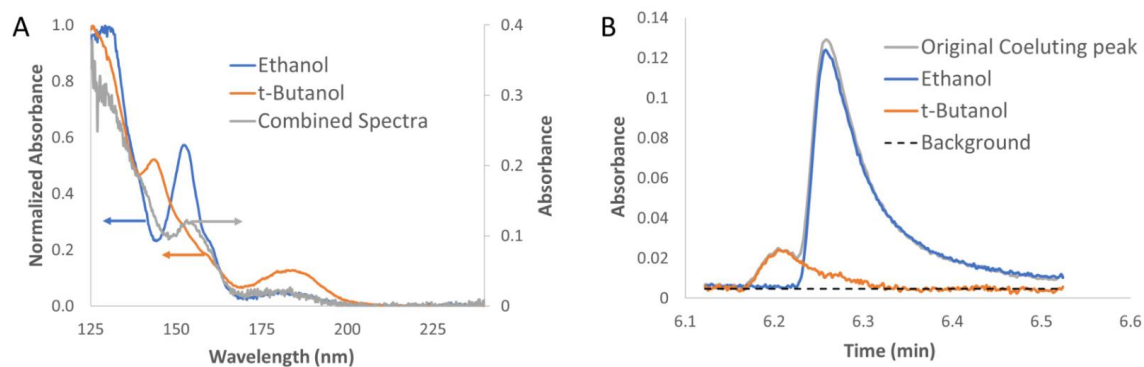 A
Normalized Absorbance
1.0
0.8
0.6
0.4
0.2
0.0
Ethanol
t-Butanol
Combined Spectra
0.4
0.3
0.2
0.1
0
Absorbance
125
150
175
200
225
Wavelength (nm)
B
Absorbance
0.14
0.12
0.1
0.08
0.06
0.04
0.02
0
Original Coeluting peak
Ethanol
t-Butanol
Background
6.1
6.2
6.3
6.4
6.5
6.6
Time (min)